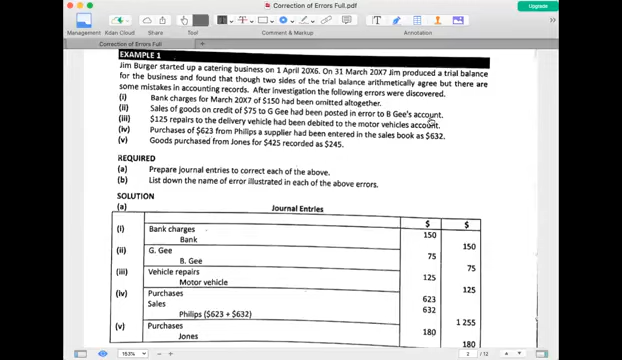 Correction of Errors Full.pdf
Upgrade
Management
Kdan Cloud
Share
Tools
Comment & Markup
Annotation
Correction of Errors Full
EXAMPLE 1
Jim Burger started up a catering business on 1 April 20X6. On 31 March 20X7 Jim produced a trial balance
for the business and found that though two sides of the trial balance arithmetically agree but there are
some mistakes in accounting records. After investigation the following errors were discovered.
(i) Bank charges for March 20X7 of $150 had been omitted altogether.
(ii) Sales of goods on credit of $75 to G Gee had been posted in error to B Gee's account.
(iii) $125 repairs to the delivery vehicle had been debited to the motor vehicles account.
(iv) Purchases of $623 from Philips a supplier had been entered in the sales book as $632.
(v) Goods purchased from Jones for $425 recorded as $245.
REQUIRED
(a) Prepare journal entries to correct each of the above.
(b) List down the name of error illustrated in each of the above errors.
SOLUTION
(a) Journal Entries
$ $
(i) Bank charges 150
Bank 150
(ii) G. Gee 75
B. Gee 75
(iii) Vehicle repairs 125
Motor vehicle 125
(iv) Purchases 623
Sales 632
Philips ($623 + $632) 1 255
(v) Purchases 180
Jones 180
153%
2 / 12